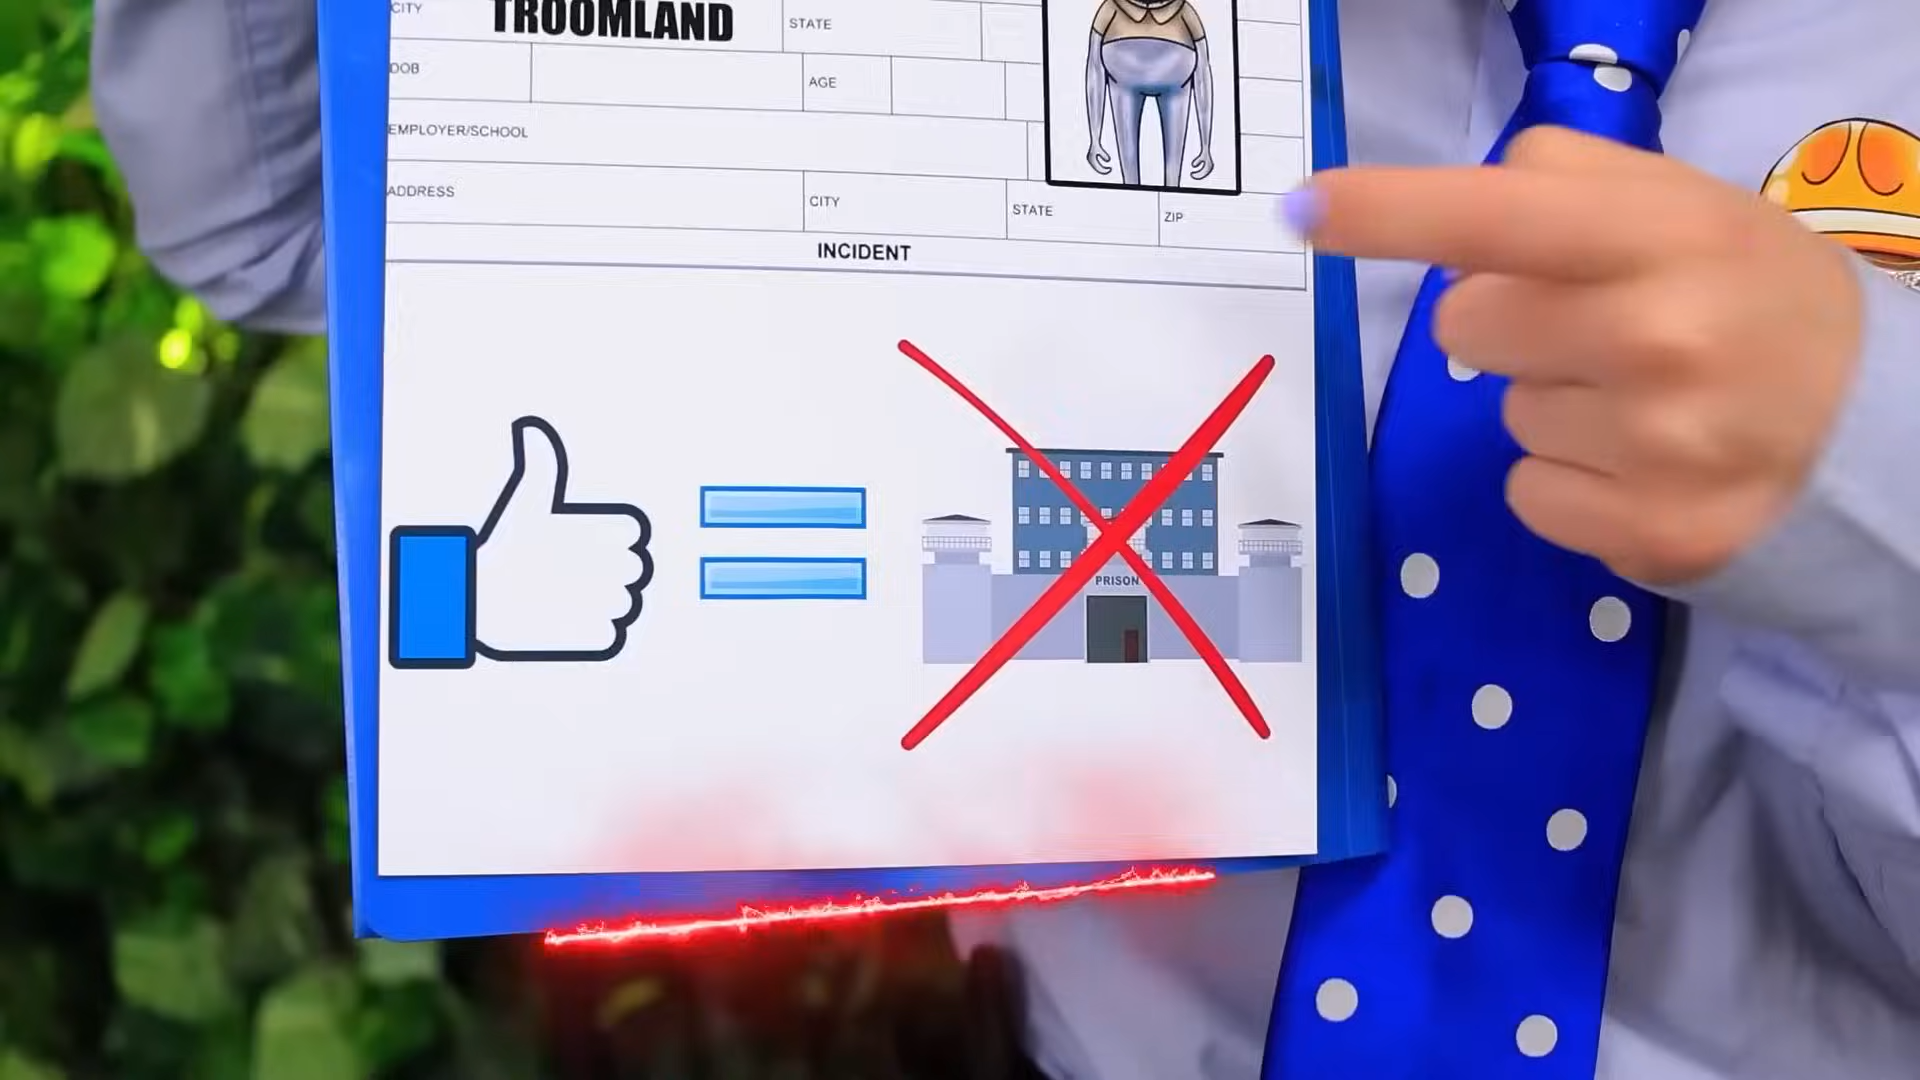 CITY
TROOMLAND
STATE
DOB
AGE
EMPLOYER/SCHOOL
ADDRESS
CITY
STATE
ZIP
INCIDENT
PRISON